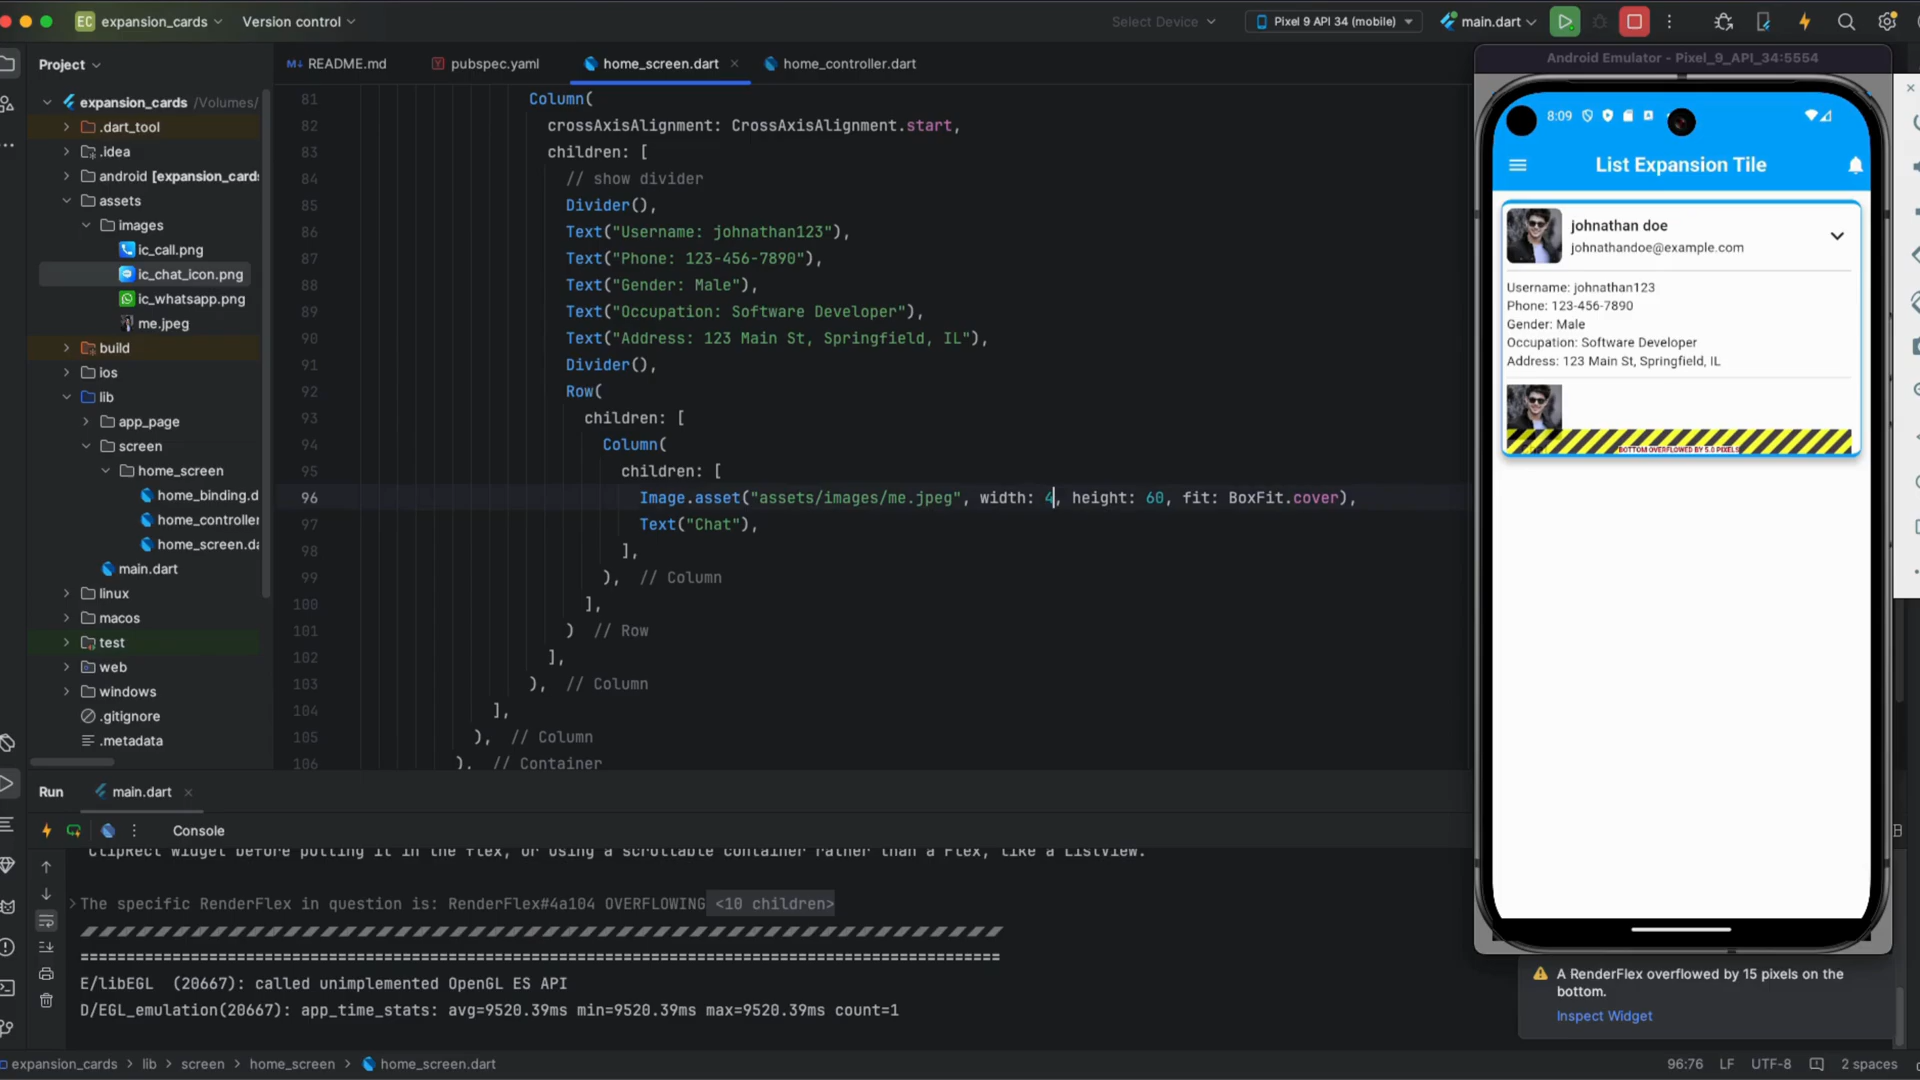 EC expansion_cards
Version control
Select Device
Pixel 9 API 34 (mobile)
main.dart
Project
README.md
pubspec.yaml
home_screen.dart
home_controller.dart
Android Emulator - Pixel_9_API_34:5554
expansion_cards /Volumes/
.dart_tool
.idea
android [expansion_cards
assets
images
ic_call.png
ic_chat_icon.png
ic_whatsapp.png
me.jpeg
build
ios
lib
app_page
screen
home_screen
home_binding.d
home_controller
home_screen.da
main.dart
linux
macos
test
web
windows
.gitignore
.metadata
81 Column(
82 crossAxisAlignment: CrossAxisAlignment.start,
83 children: [
84 // show divider
85 Divider(),
86 Text("Username: johnathan123"),
87 Text("Phone: 123-456-7890"),
88 Text("Gender: Male"),
89 Text("Occupation: Software Developer"),
90 Text("Address: 123 Main St, Springfield, IL"),
91 Divider(),
92 Row(
93 children: [
94 Column(
95 children: [
96 Image.asset("assets/images/me.jpeg", width: 4, height: 60, fit: BoxFit.cover),
97 Text("Chat"),
98 ],
99 ), // Column
100 ],
101 ) // Row
102 ],
103 ), // Column
104 ],
105 ), // Column
106 ), // Container
8:09
List Expansion Tile
johnathan doe
johnathandoe@example.com
Username: johnathan123
Phone: 123-456-7890
Gender: Male
Occupation: Software Developer
Address: 123 Main St, Springfield, IL
BOTTOM OVERFLOWED BY 5.0 PIXELS
Run
main.dart
Console
ClipRect widget before putting it in the flex, or using a scrollable container rather than a Flex, like a ListView.
The specific RenderFlex in question is: RenderFlex#4a104 OVERFLOWING <10 children>
====================================================================================================
E/libEGL (20667): called unimplemented OpenGL ES API
D/EGL_emulation(20667): app_time_stats: avg=9520.39ms min=9520.39ms max=9520.39ms count=1
A RenderFlex overflowed by 15 pixels on the
bottom.
Inspect Widget
expansion_cards > lib > screen > home_screen > home_screen.dart
96:76 LF UTF-8 2 spaces